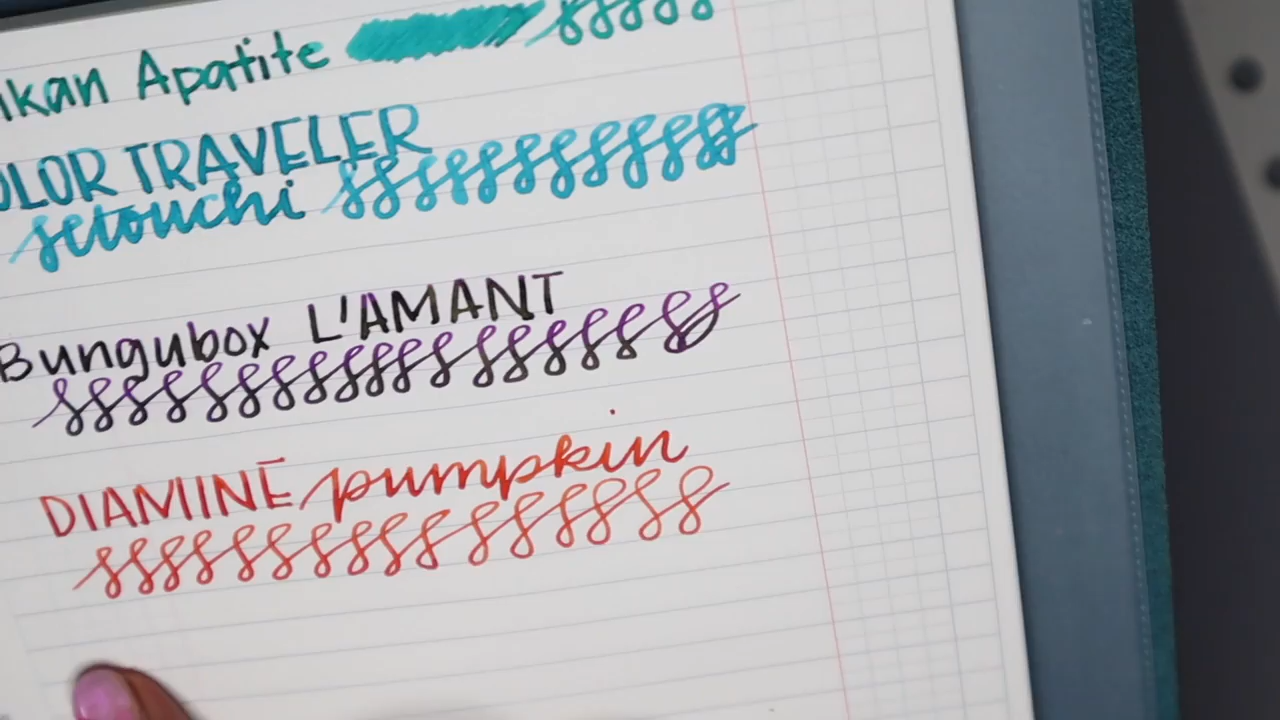 Apatite
TRAVELER
setouchi
Bungubox L'AMANT
DIAMINE pumpkin